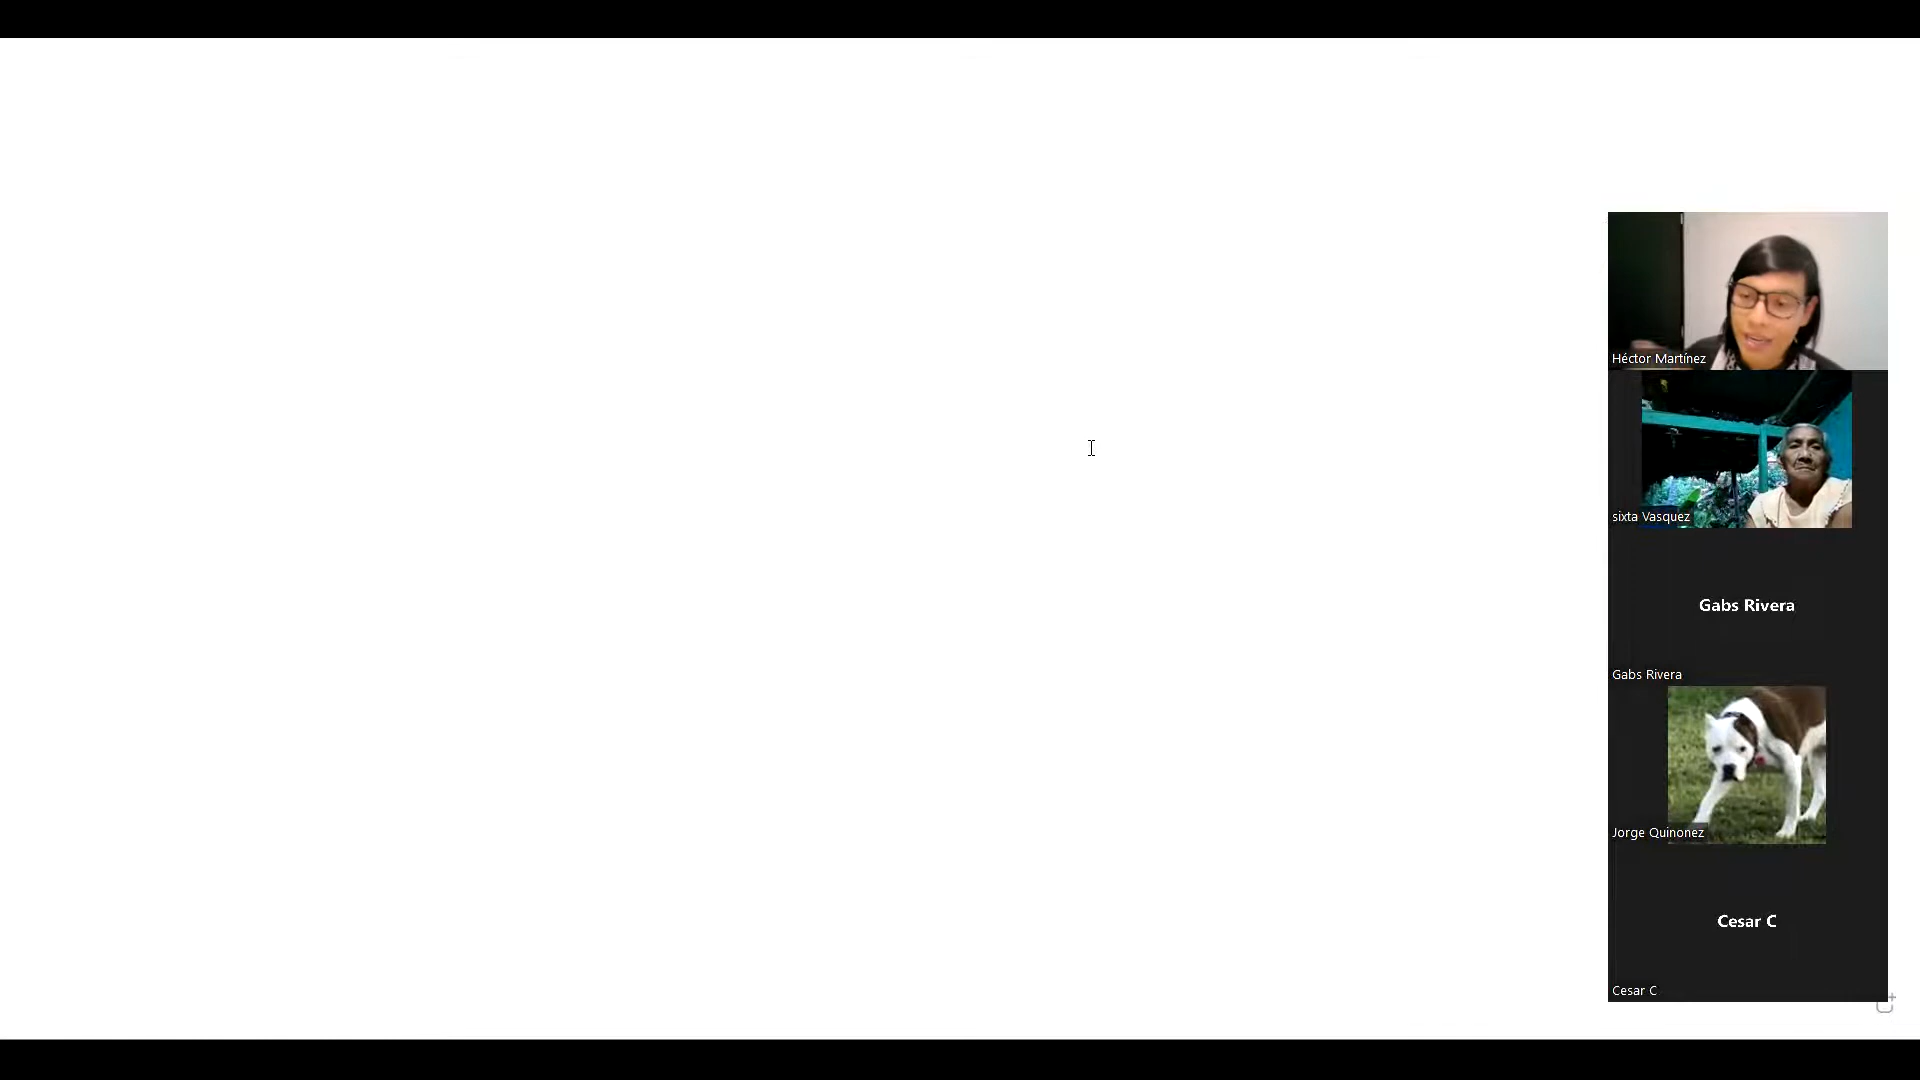 Héctor Martínez
sixta Vasquez
Gabs Rivera
Gabs Rivera
Jorge Quinonez
Cesar C
Cesar C